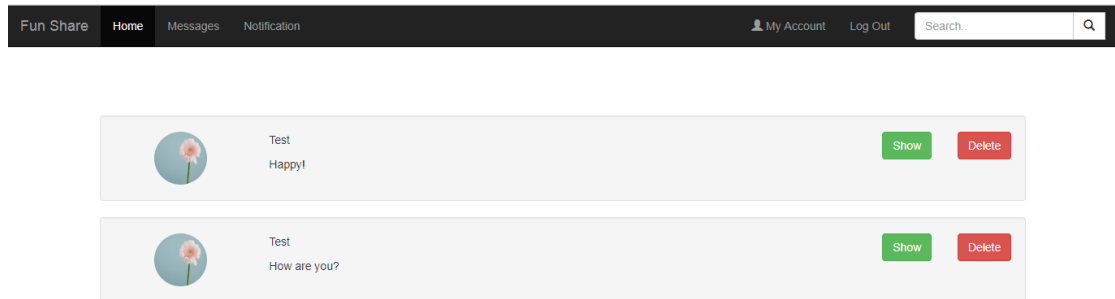 Fun Share Home Messages Notification My Account Log Out Search..
Test
Happy!
Show Delete
Test
How are you?
Show Delete